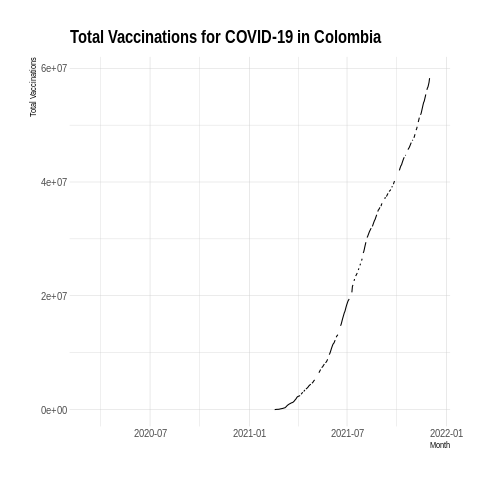 Total Vaccinations for COVID-19 in Colombia
Total Vaccinations
6e+07
4e+07
2e+07
0e+00
2020-07
2021-01
2021-07
2022-01
Month